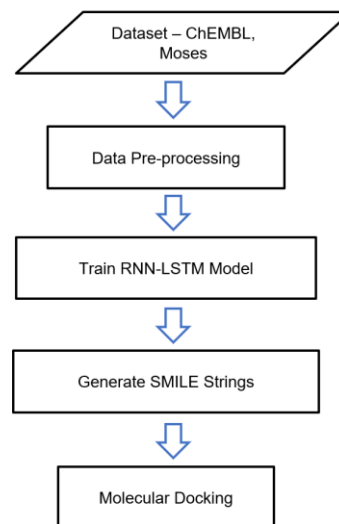 Dataset – ChEMBL,
Moses
Data Pre-processing
Train RNN-LSTM Model
Generate SMILE Strings
Molecular Docking